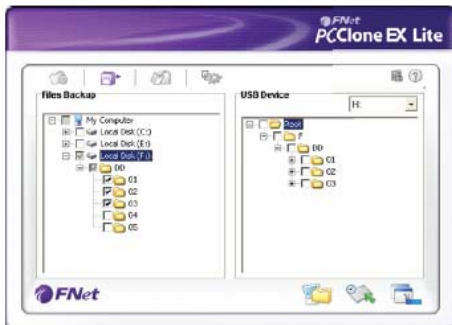 FNet
PCClone EX Lite
Files Backup
USB Device
H:
My Computer
Local Disk (C:)
Local Disk (E:)
Local Disk (F:)
DD
01
02
03
04
05
Root
F
DD
01
02
03
FNet